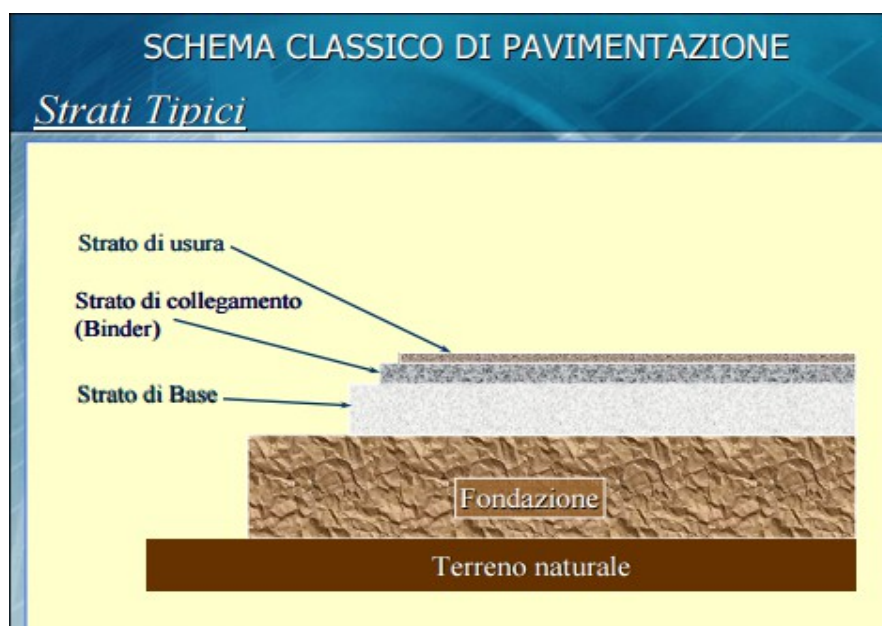 SCHEMA CLASSICO DI PAVIMENTAZIONE
Strati Tipici
Strato di usura
Strato di collegamento
(Binder)
Strato di Base
Fondazione
Terreno naturale